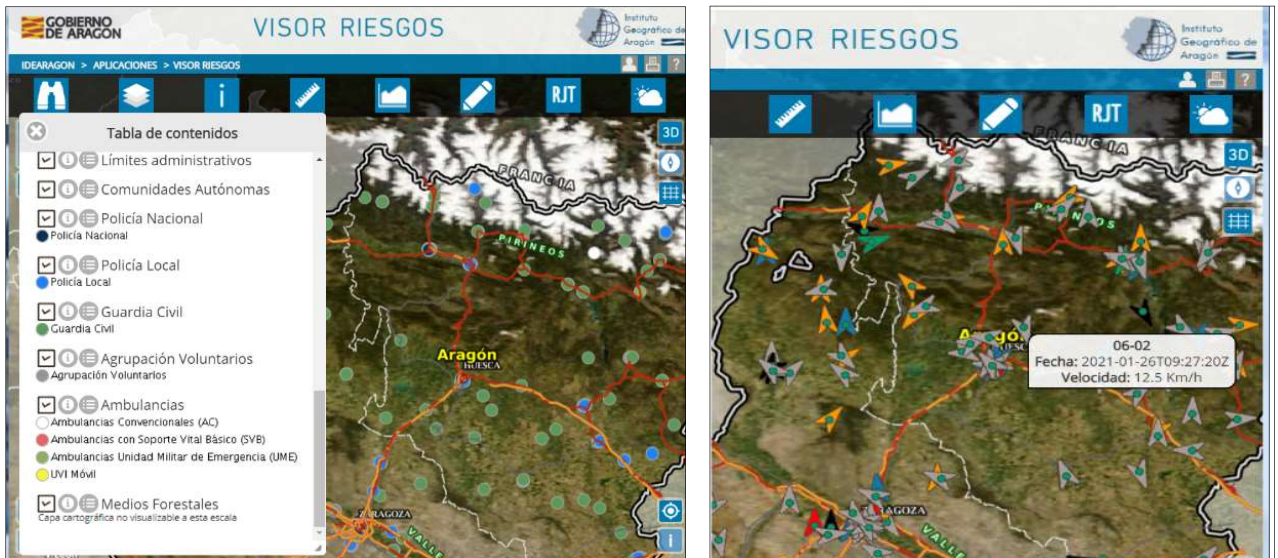 GOBIERNO
DE ARAGON
VISOR RIESGOS
Instituto
Geográfico de
Aragón
IDEARAGON > APLICACIONES > VISOR RIESGOS
?
i
RJT
Tabla de contenidos
Límites administrativos
Comunidades Autónomas
Policía Nacional
Policía Nacional
Policía Local
Policía Local
Guardia Civil
Guardia Civil
Agrupación Voluntarios
Agrupación Voluntarios
Ambulancias
Ambulancias Convencionales (AC)
Ambulancias con Soporte Vital Básico (SVB)
Ambulancias Unidad Militar de Emergencia (UME)
UVI Móvil
Medios Forestales
Capa cartográfica no visualizable a esta escala
3D
FRANCIA
PIRINEOS
Aragón
HUESCA
ZARAGOZA
VALLE
i
VISOR RIESGOS
Instituto
Geográfico de
Aragón
?
RJT
3D
FRANCIA
06-02
Fecha: 2021-01-26T09:27:20Z
Velocidad: 12.5 Km/h
VALLE